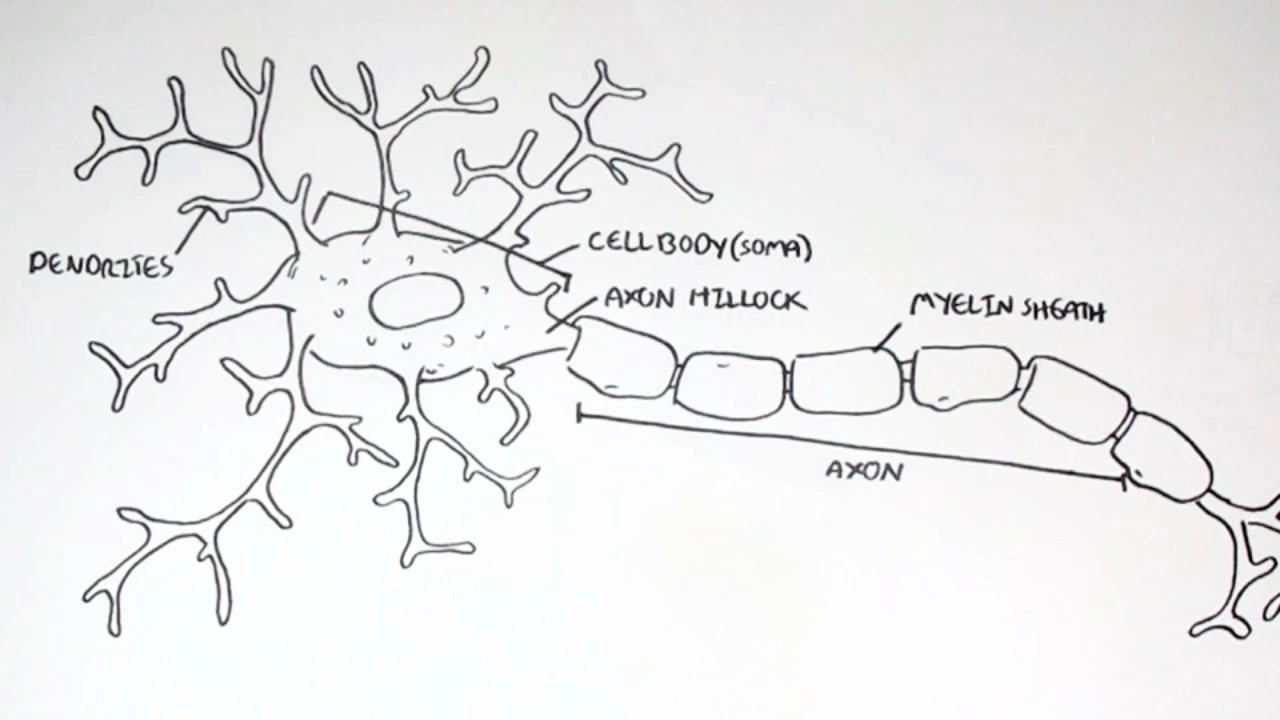 DENDRITES
CELL BODY (SOMA)
AXON HILLOCK
MYELIN SHEATH
AXON